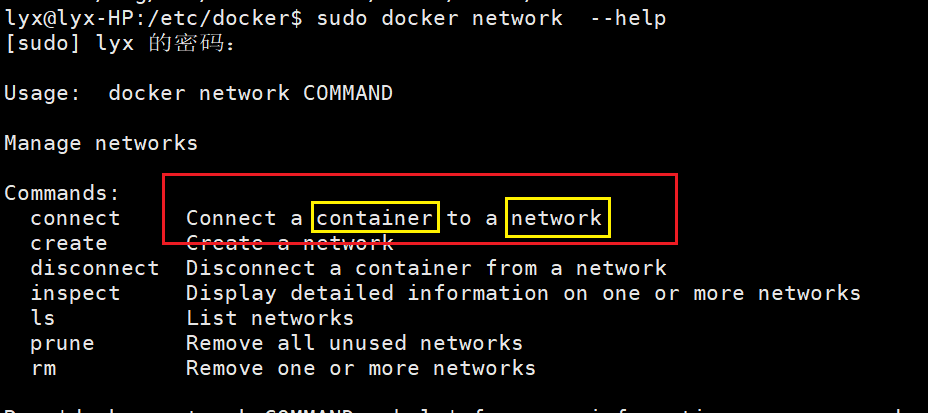 lyx@lyx-HP:/etc/docker$ sudo docker network  --help
[sudo] lyx 的密码：
Usage:  docker network COMMAND
Manage networks
Commands:
  connect     Connect a container to a network
  create      Create a network
  disconnect  Disconnect a container from a network
  inspect     Display detailed information on one or more networks
  ls          List networks
  prune       Remove all unused networks
  rm          Remove one or more networks